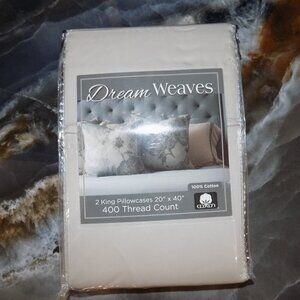 Dream Weaves
100% Cotton
2 King Pillowcases 20" x 40"
400 Thread Count